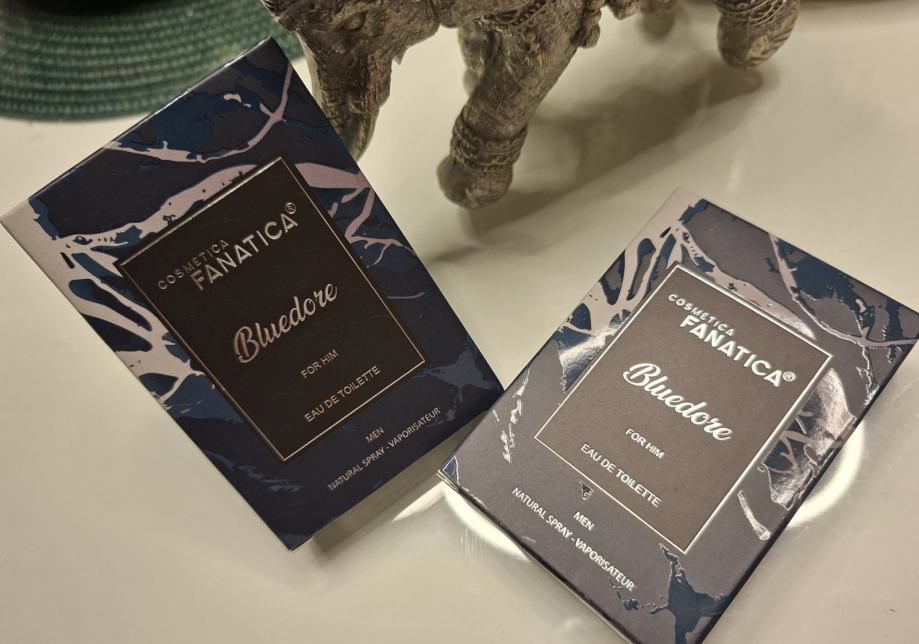 COSMETICA
FANATICA®
Bluedore
FOR HIM
EAU DE TOILETTE
MEN
NATURAL SPRAY - VAPORISATEUR
COSMETICA
FANATICA®
Bluedore
FOR HIM
EAU DE TOILETTE
MEN
NATURAL SPRAY - VAPORISATEUR